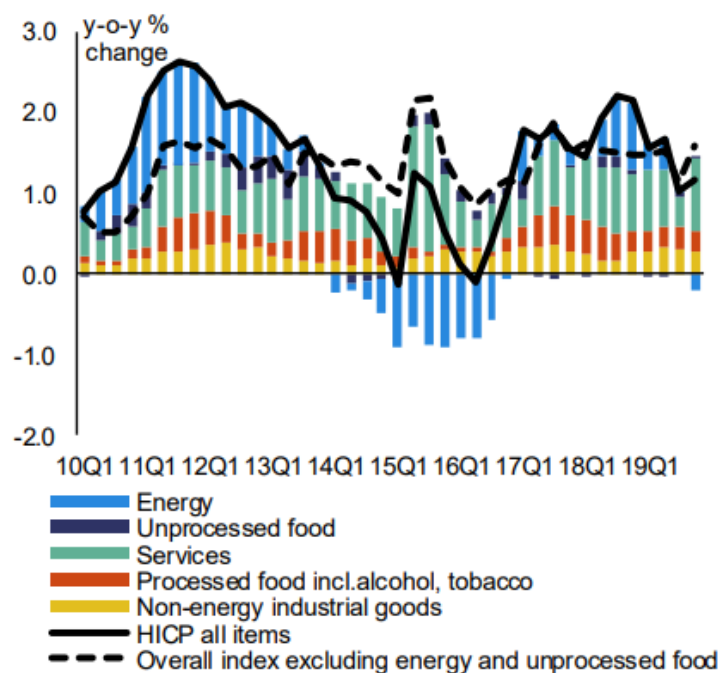 y-o-y %
change
3.0
2.0
1.0
0.0
-1.0
-2.0
10Q1 11Q1 12Q1 13Q1 14Q1 15Q1 16Q1 17Q1 18Q1 19Q1
Energy
Unprocessed food
Services
Processed food incl.alcohol, tobacco
Non-energy industrial goods
HICP all items
Overall index excluding energy and unprocessed food